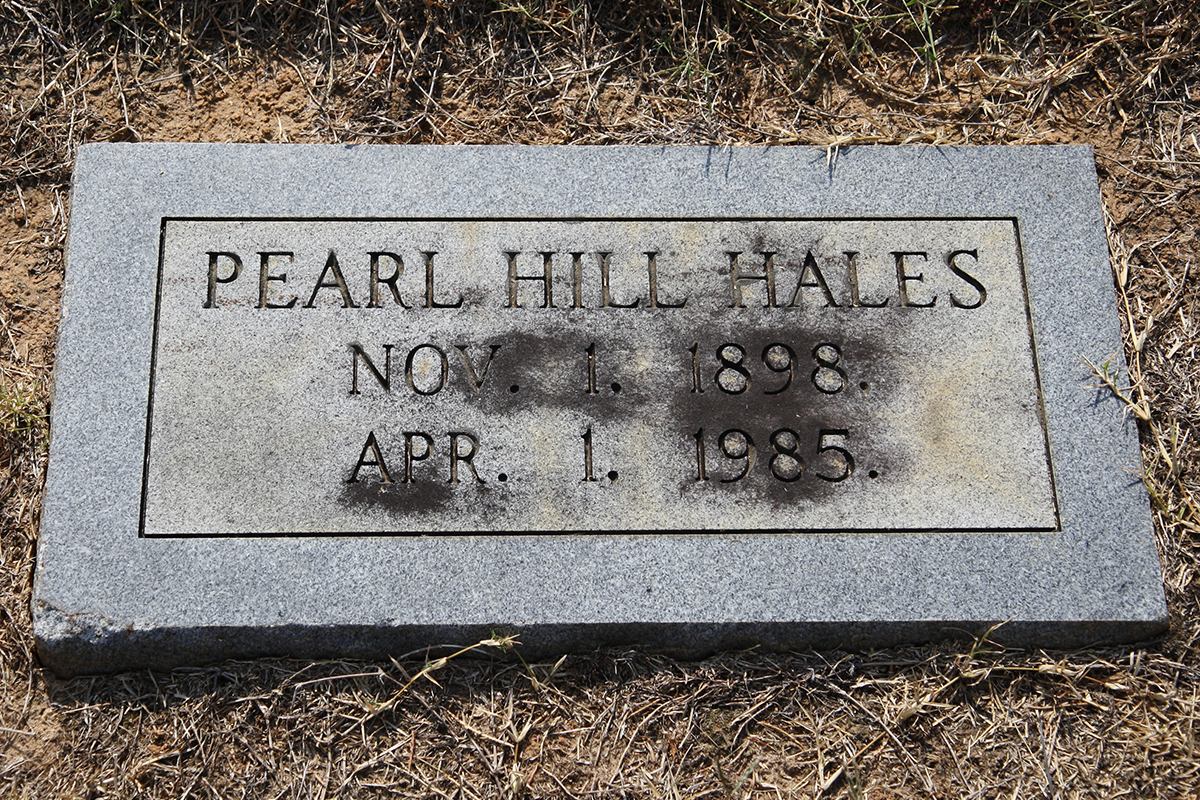 PEARL HILL HALES
NOV. 1. 1898.
APR. 1. 1985.